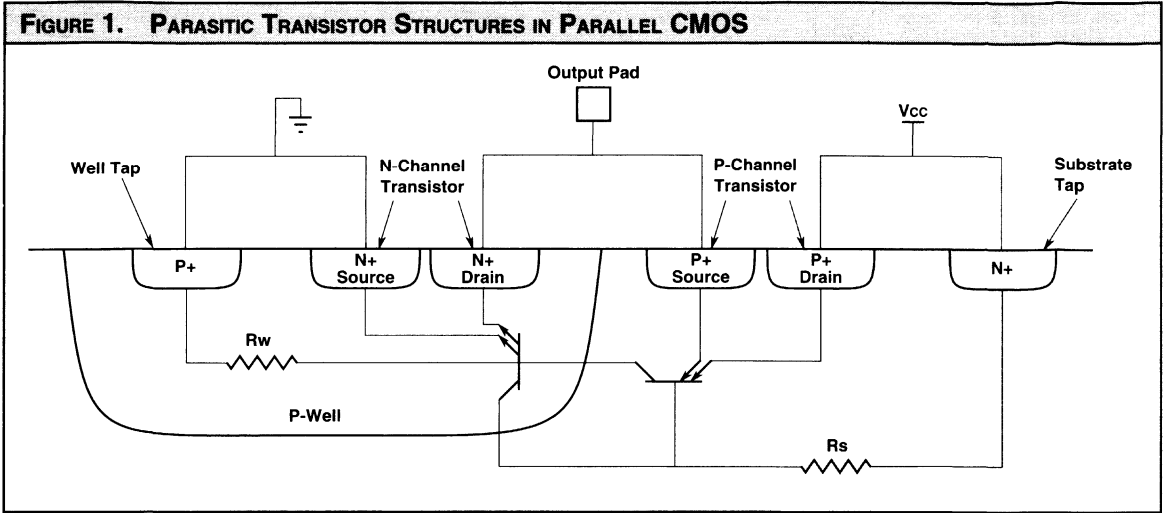 FIGURE 1. PARASITIC TRANSISTOR STRUCTURES IN PARALLEL CMOS
Output Pad
Vcc
Well Tap
N-Channel
Transistor
P-Channel
Transistor
Substrate
Tap
P+
N+
Source
N+
Drain
P+
Source
P+
Drain
N+
Rw
P-Well
Rs